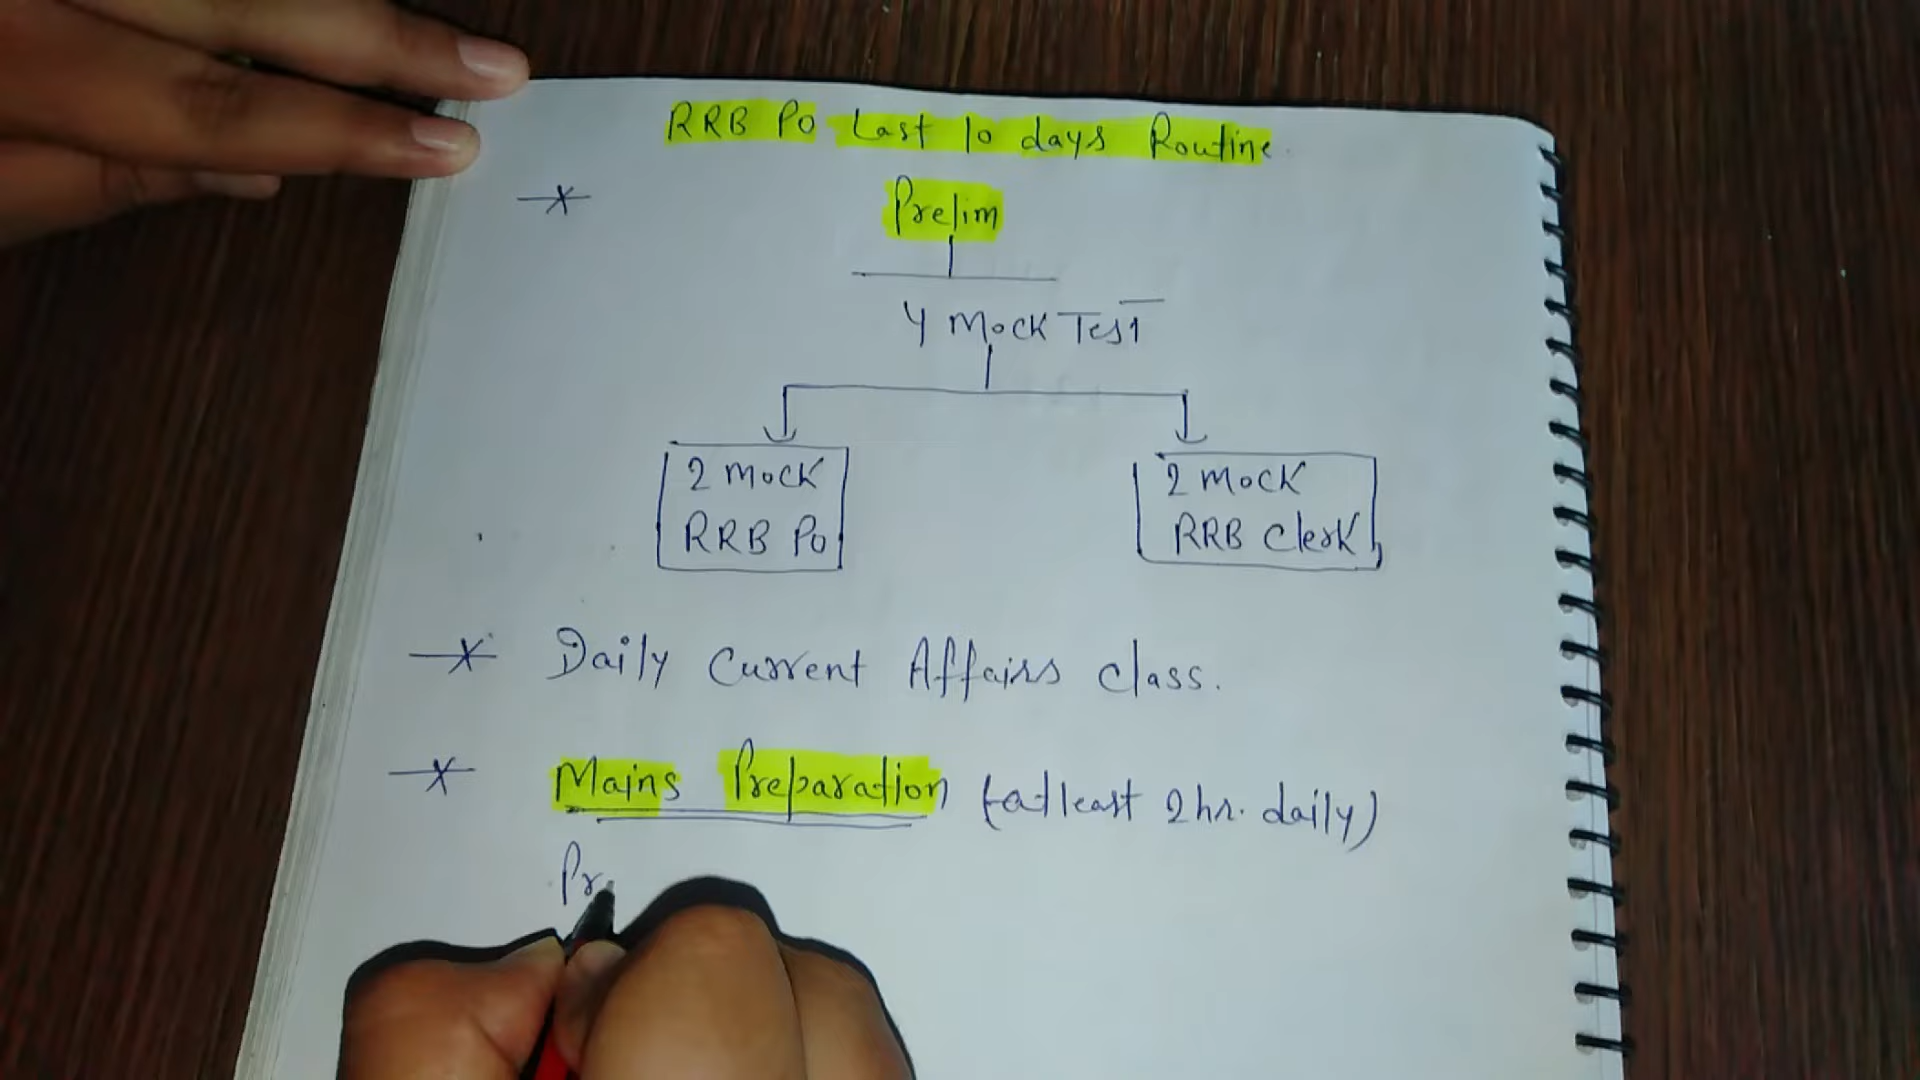 RRB PO Last 10 days Routine
Prelim
4 Mock Test
2 Mock
RRB PO
2 Mock
RRB Clerk
Daily Current Affairs Class.
Mains Preparation (atleast 2hr. daily)
Pr